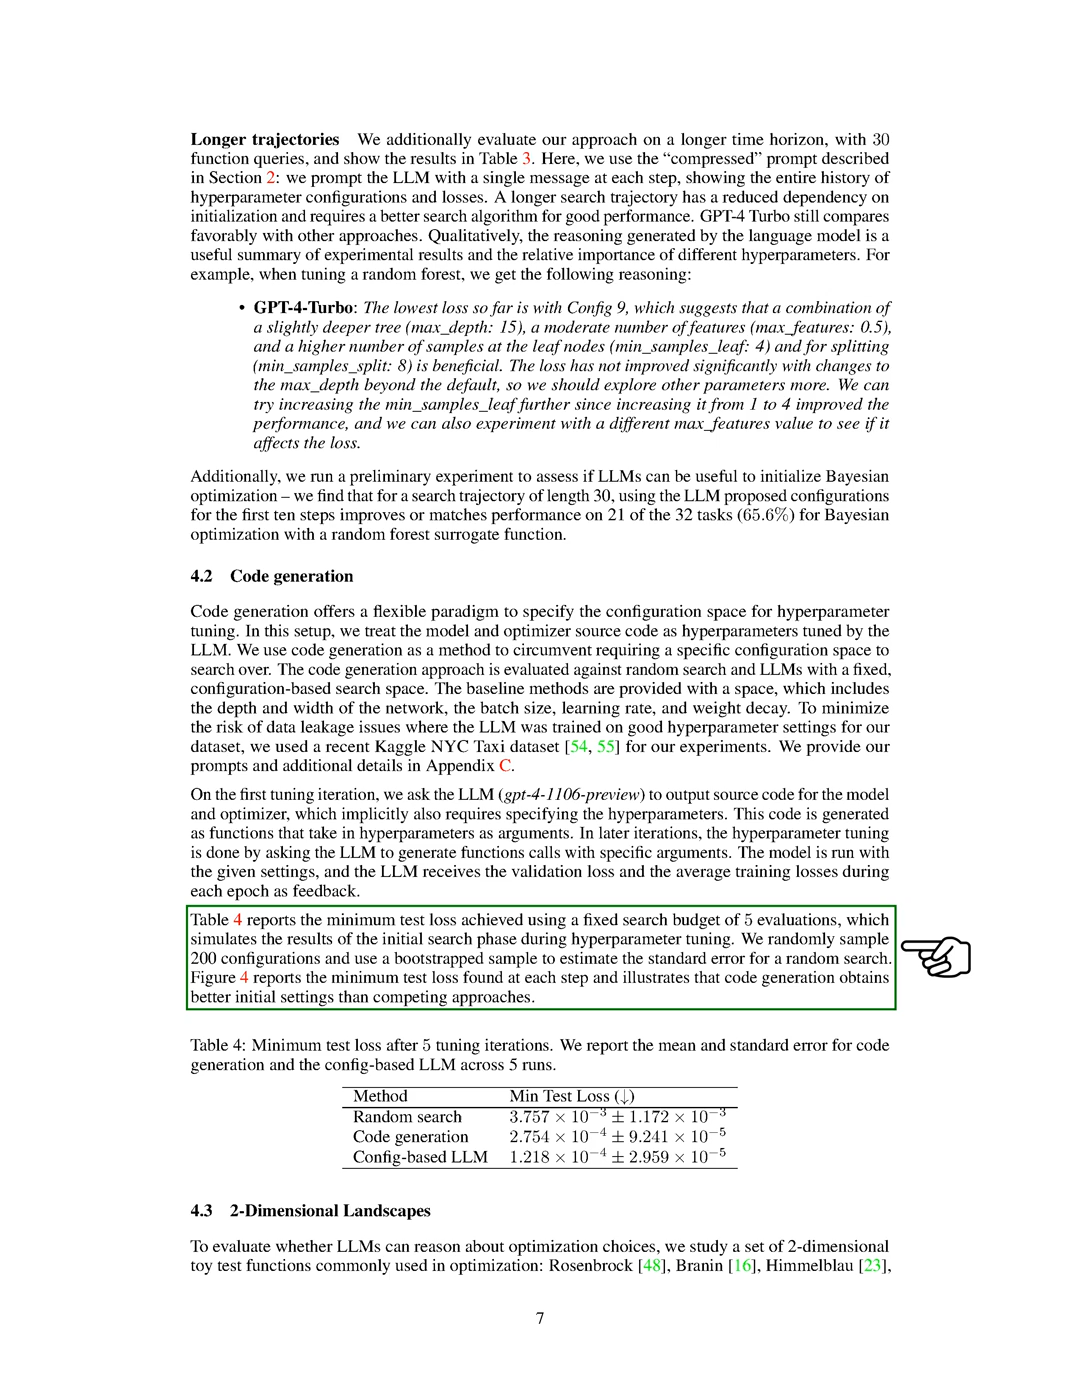 Longer trajectories We additionally evaluate our approach on a longer time horizon, with 30
function queries, and show the results in Table 3. Here, we use the “compressed” prompt described
in Section 2: we prompt the LLM with a single message at each step, showing the entire history of
hyperparameter configurations and losses. A longer search trajectory has a reduced dependency on
initialization and requires a better search algorithm for good performance. GPT-4 Turbo still compares
favorably with other approaches. Qualitatively, the reasoning generated by the language model is a
useful summary of experimental results and the relative importance of different hyperparameters. For
example, when tuning a random forest, we get the following reasoning:
• GPT-4-Turbo: The lowest loss so far is with Config 9, which suggests that a combination of
a slightly deeper tree (max_depth: 15), a moderate number of features (max_features: 0.5),
and a higher number of samples at the leaf nodes (min_samples_leaf: 4) and for splitting
(min_samples_split: 8) is beneficial. The loss has not improved significantly with changes to
the max_depth beyond the default, so we should explore other parameters more. We can
try increasing the min_samples_leaf further since increasing it from 1 to 4 improved the
performance, and we can also experiment with a different max_features value to see if it
affects the loss.
Additionally, we run a preliminary experiment to assess if LLMs can be useful to initialize Bayesian
optimization – we find that for a search trajectory of length 30, using the LLM proposed configurations
for the first ten steps improves or matches performance on 21 of the 32 tasks (65.6%) for Bayesian
optimization with a random forest surrogate function.
4.2 Code generation
Code generation offers a flexible paradigm to specify the configuration space for hyperparameter
tuning. In this setup, we treat the model and optimizer source code as hyperparameters tuned by the
LLM. We use code generation as a method to circumvent requiring a specific configuration space to
search over. The code generation approach is evaluated against random search and LLMs with a fixed,
configuration-based search space. The baseline methods are provided with a space, which includes
the depth and width of the network, the batch size, learning rate, and weight decay. To minimize
the risk of data leakage issues where the LLM was trained on good hyperparameter settings for our
dataset, we used a recent Kaggle NYC Taxi dataset [54, 55] for our experiments. We provide our
prompts and additional details in Appendix C.
On the first tuning iteration, we ask the LLM (gpt-4-1106-preview) to output source code for the model
and optimizer, which implicitly also requires specifying the hyperparameters. This code is generated
as functions that take in hyperparameters as arguments. In later iterations, the hyperparameter tuning
is done by asking the LLM to generate functions calls with specific arguments. The model is run with
the given settings, and the LLM receives the validation loss and the average training losses during
each epoch as feedback.
Table 4 reports the minimum test loss achieved using a fixed search budget of 5 evaluations, which
simulates the results of the initial search phase during hyperparameter tuning. We randomly sample
200 configurations and use a bootstrapped sample to estimate the standard error for a random search.
Figure 4 reports the minimum test loss found at each step and illustrates that code generation obtains
better initial settings than competing approaches.
Table 4: Minimum test loss after 5 tuning iterations. We report the mean and standard error for code
generation and the config-based LLM across 5 runs.
Method Min Test Loss (↓)
Random search 3.757 × 10⁻³ ± 1.172 × 10⁻³
Code generation 2.754 × 10⁻⁴ ± 9.241 × 10⁻⁵
Config-based LLM 1.218 × 10⁻⁴ ± 2.959 × 10⁻⁵
4.3 2-Dimensional Landscapes
To evaluate whether LLMs can reason about optimization choices, we study a set of 2-dimensional
toy test functions commonly used in optimization: Rosenbrock [48], Branin [16], Himmelblau [23],
7